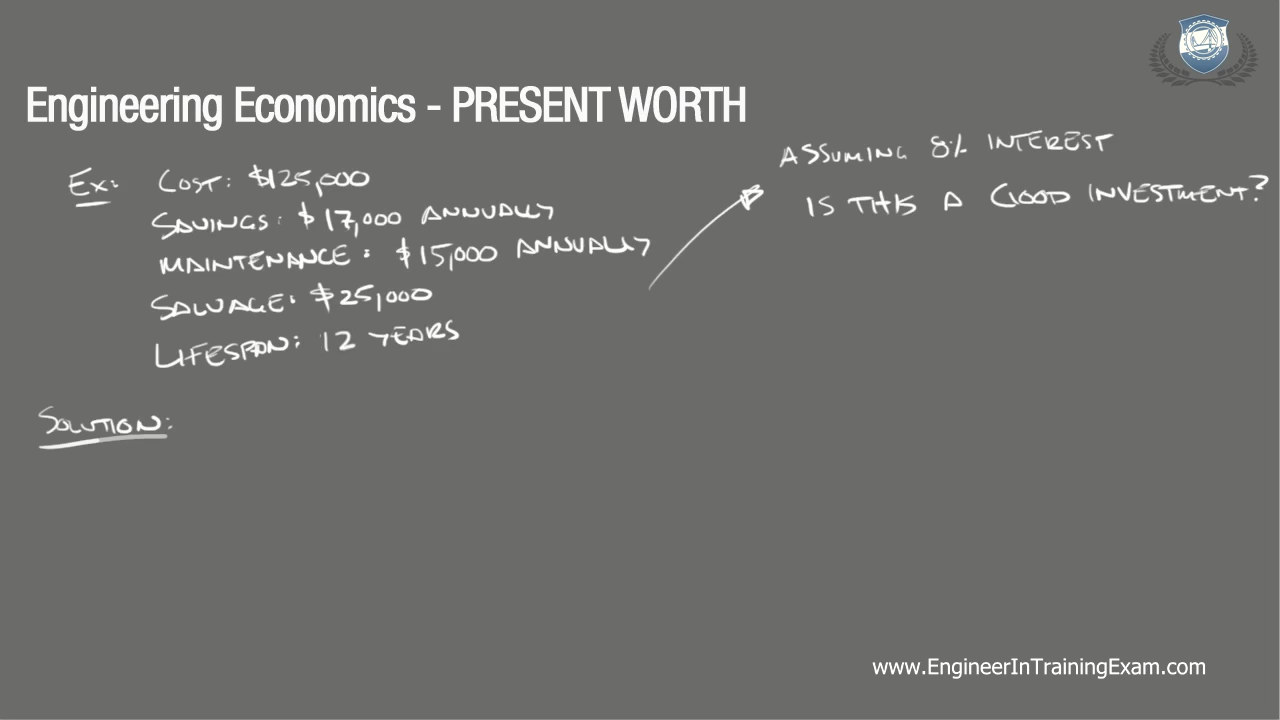 Engineering Economics - PRESENT WORTH
Ex: COST: $125,000
SAVINGS: $17,000 ANNUALLY
MAINTENANCE: $15,000 ANNUALLY
SALVAGE: $25,000
LIFESPAN: 12 YEARS
ASSUMING 8% INTEREST
IS THIS A GOOD INVESTMENT?
SOLUTION:
www.EngineerInTrainingExam.com